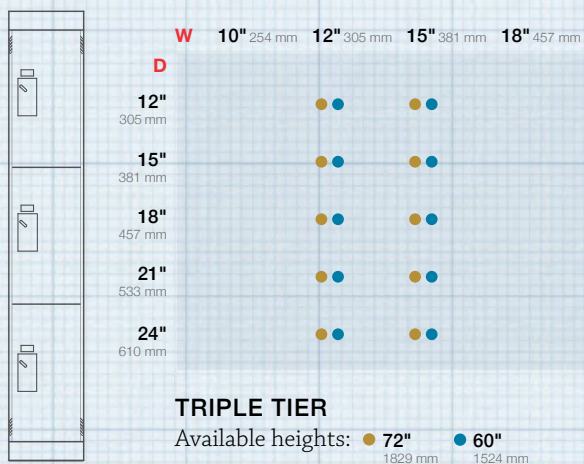 W 10" 254 mm 12" 305 mm 15" 381 mm 18" 457 mm
D
12"
305 mm
15"
381 mm
18"
457 mm
21"
533 mm
24"
610 mm
TRIPLE TIER
Available heights: 72" 60"
1829 mm 1524 mm